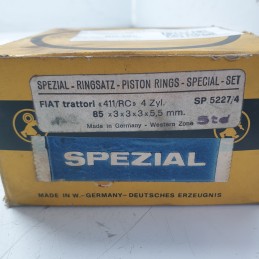 SPEZIAL - RINGSATZ - PISTON RINGS - SPECIAL - SET
FIAT trattori «411/RC» 4 Zyl. SP 5227/4
85 x3x3x3x5,5 mm.
Made in Germany - Western Zone Std
SPEZIAL
MADE IN W.-GERMANY - DEUTSCHES ERZEUGNIS